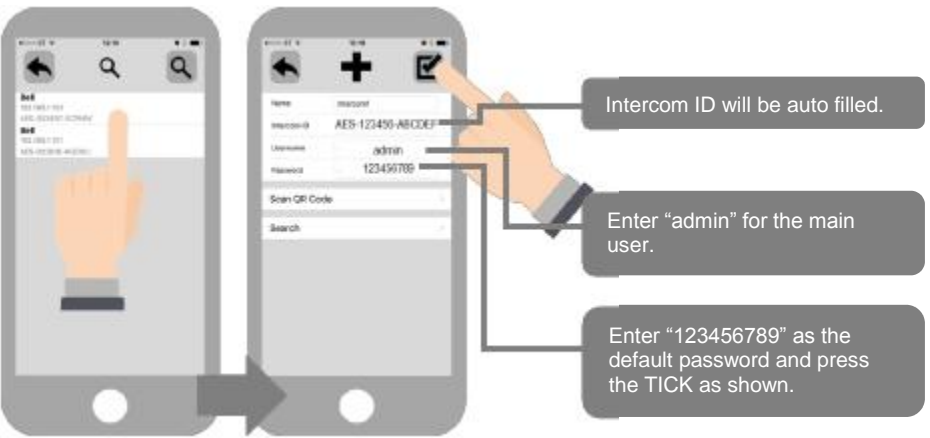 Bell
Bell
Name Intercom1
Intercom ID AES-123456-ABCDEF
Username admin
Password 123456789
Scan QR Code
Search
Intercom ID will be auto filled.
Enter “admin” for the main
user.
Enter “123456789” as the
default password and press
the TICK as shown.